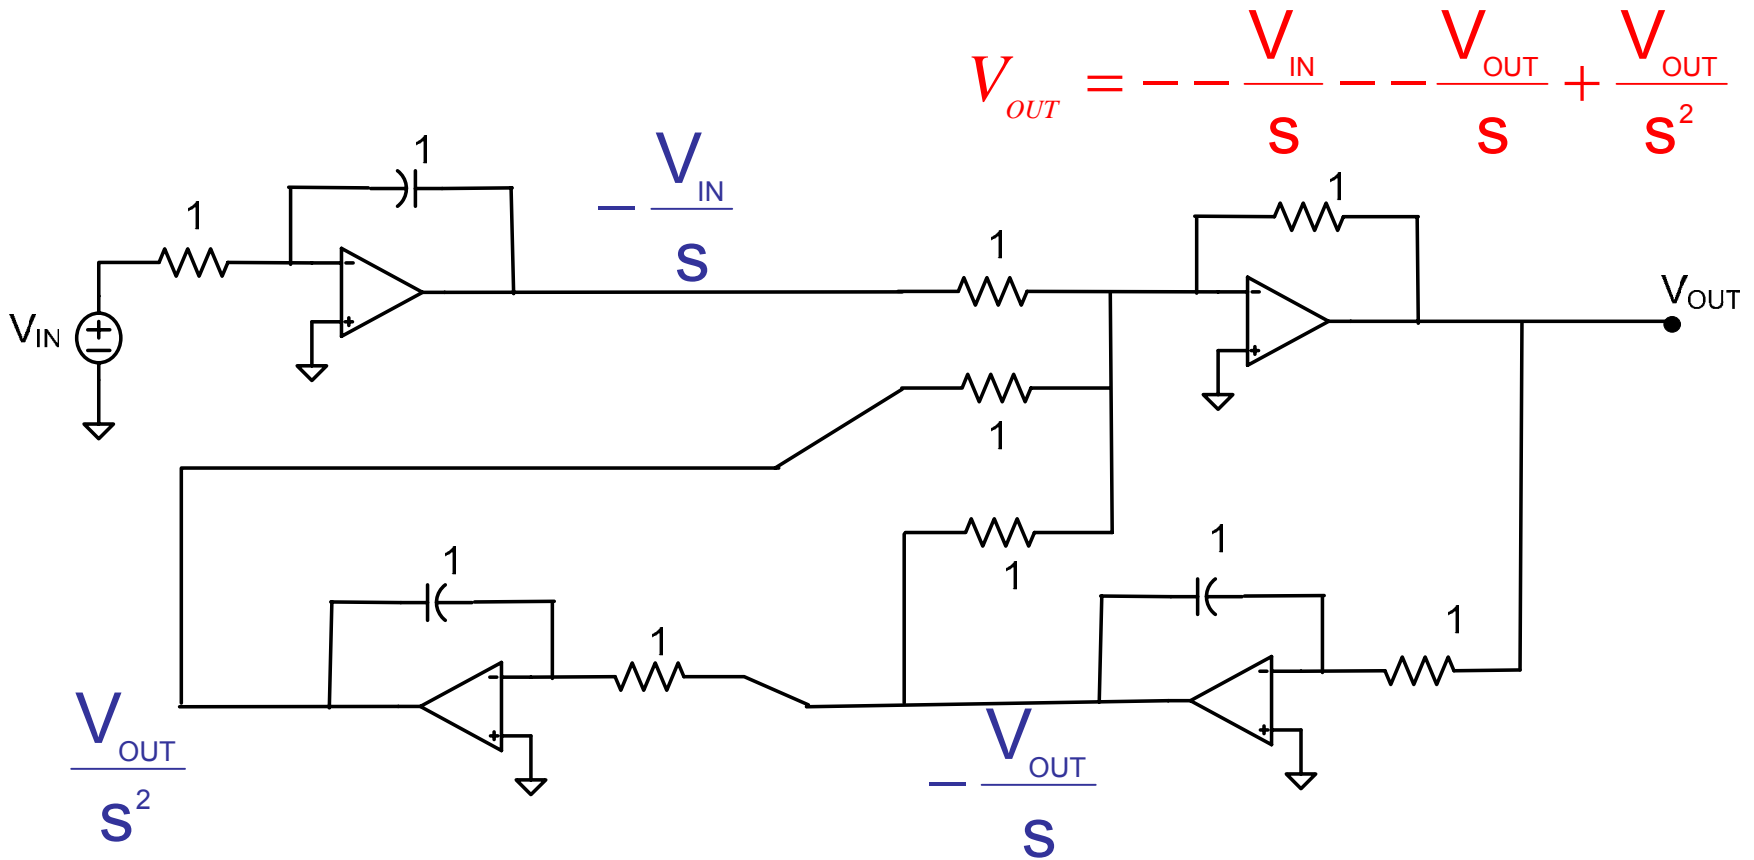 V_OUT = − − V_IN/s − − V_OUT/s + V_OUT/s²
1
− V_IN/s
1
1
1
V_IN
V_OUT
1
1
1
1
1
1
V_OUT/s²
− V_OUT/s